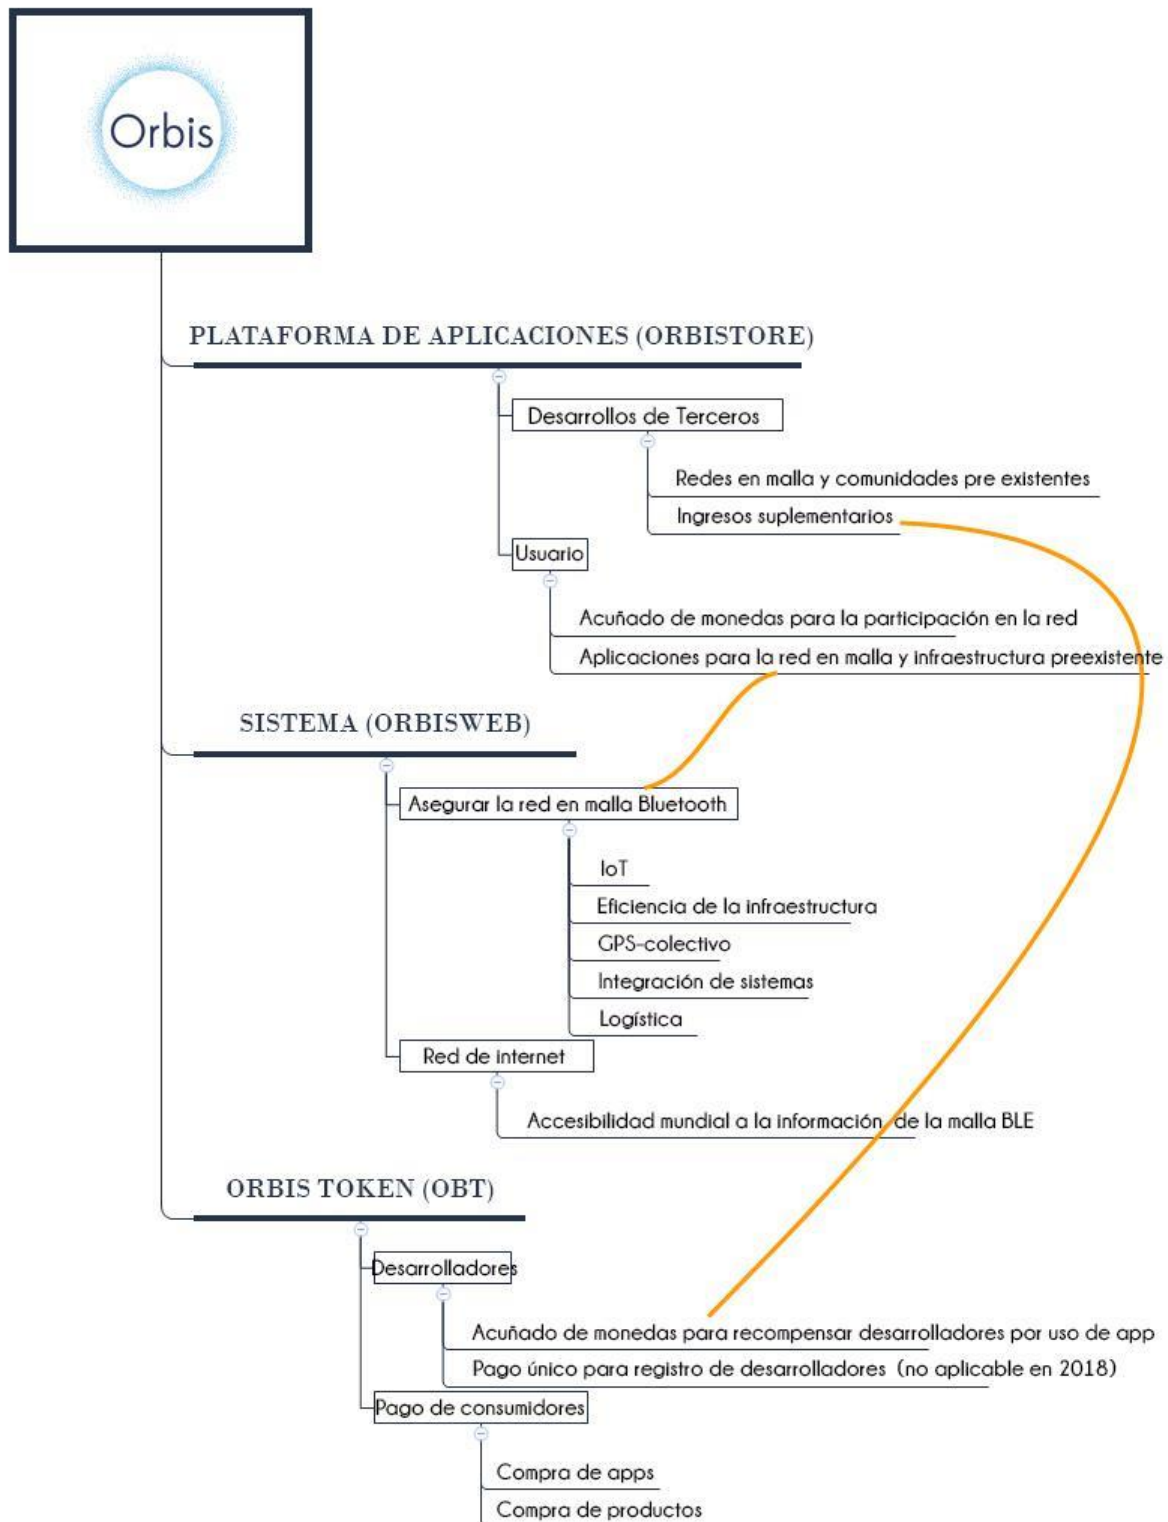 Orbis
PLATAFORMA DE APLICACIONES (ORBISTORE)
Desarrollos de Terceros
Redes en malla y comunidades pre existentes
Ingresos suplementarios
Usuario
Acuñado de monedas para la participación en la red
Aplicaciones para la red en malla y infraestructura preexistente
SISTEMA (ORBISWEB)
Asegurar la red en malla Bluetooth
IoT
Eficiencia de la infraestructura
GPS-colectivo
Integración de sistemas
Logística
Red de internet
Accesibilidad mundial a la información de la malla BLE
ORBIS TOKEN (OBT)
Desarrolladores
Acuñado de monedas para recompensar desarrolladores por uso de app
Pago único para registro de desarrolladores (no aplicable en 2018)
Pago de consumidores
Compra de apps
Compra de productos